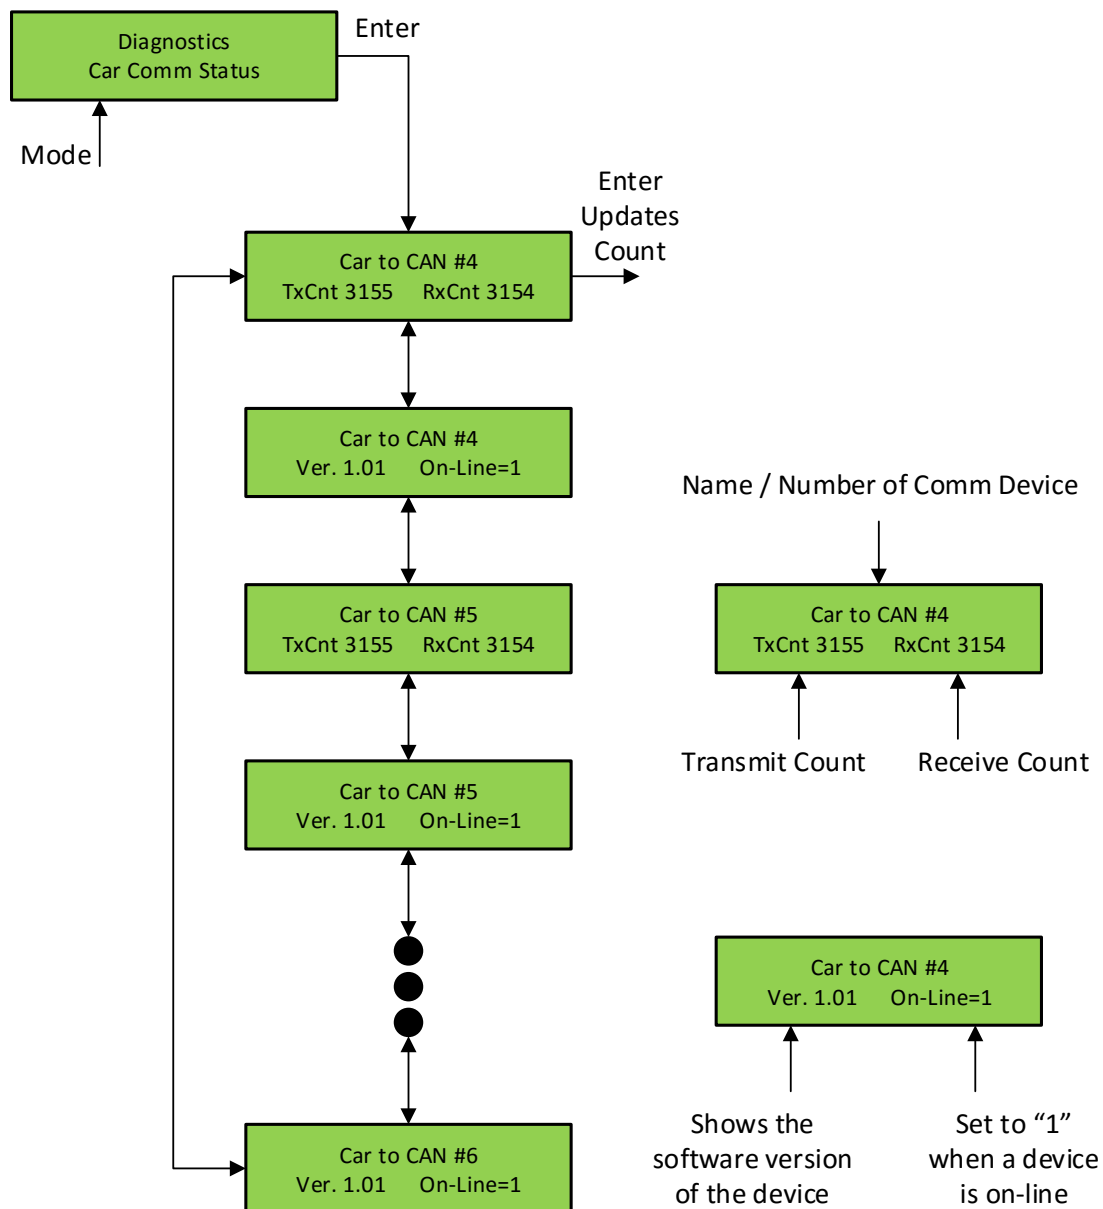 Diagnostics
Car Comm Status
Enter
Mode
Enter
Updates
Count
Car to CAN #4
TxCnt 3155 RxCnt 3154
Car to CAN #4
Ver. 1.01 On-Line=1
Car to CAN #5
TxCnt 3155 RxCnt 3154
Car to CAN #5
Ver. 1.01 On-Line=1
Car to CAN #6
Ver. 1.01 On-Line=1
Name / Number of Comm Device
Car to CAN #4
TxCnt 3155 RxCnt 3154
Transmit Count
Receive Count
Car to CAN #4
Ver. 1.01 On-Line=1
Shows the
software version
of the device
Set to “1”
when a device
is on-line